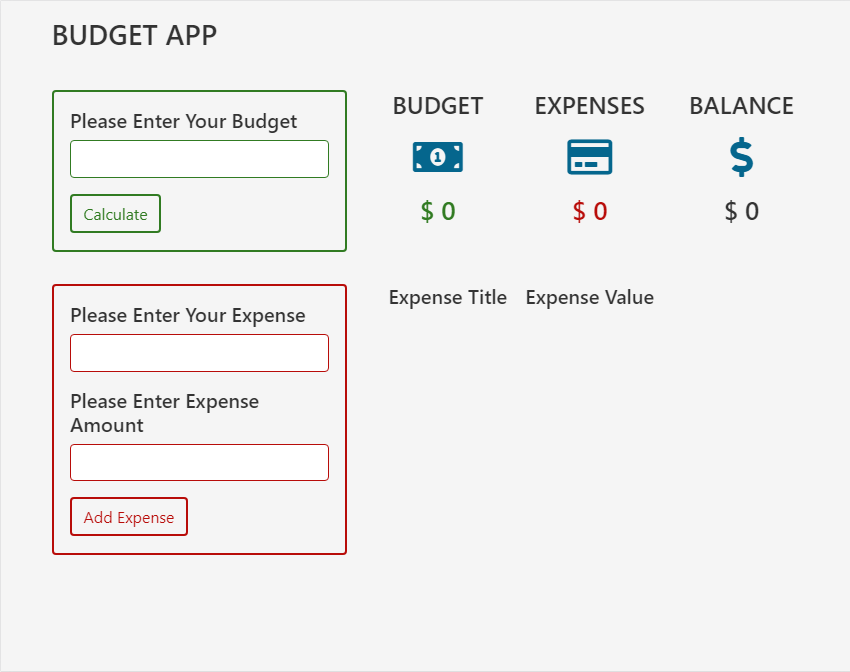 BUDGET APP
Please Enter Your Budget
Calculate
BUDGET
EXPENSES
BALANCE
1
$
$ 0
$ 0
$ 0
Please Enter Your Expense
Please Enter Expense
Amount
Add Expense
Expense Title
Expense Value